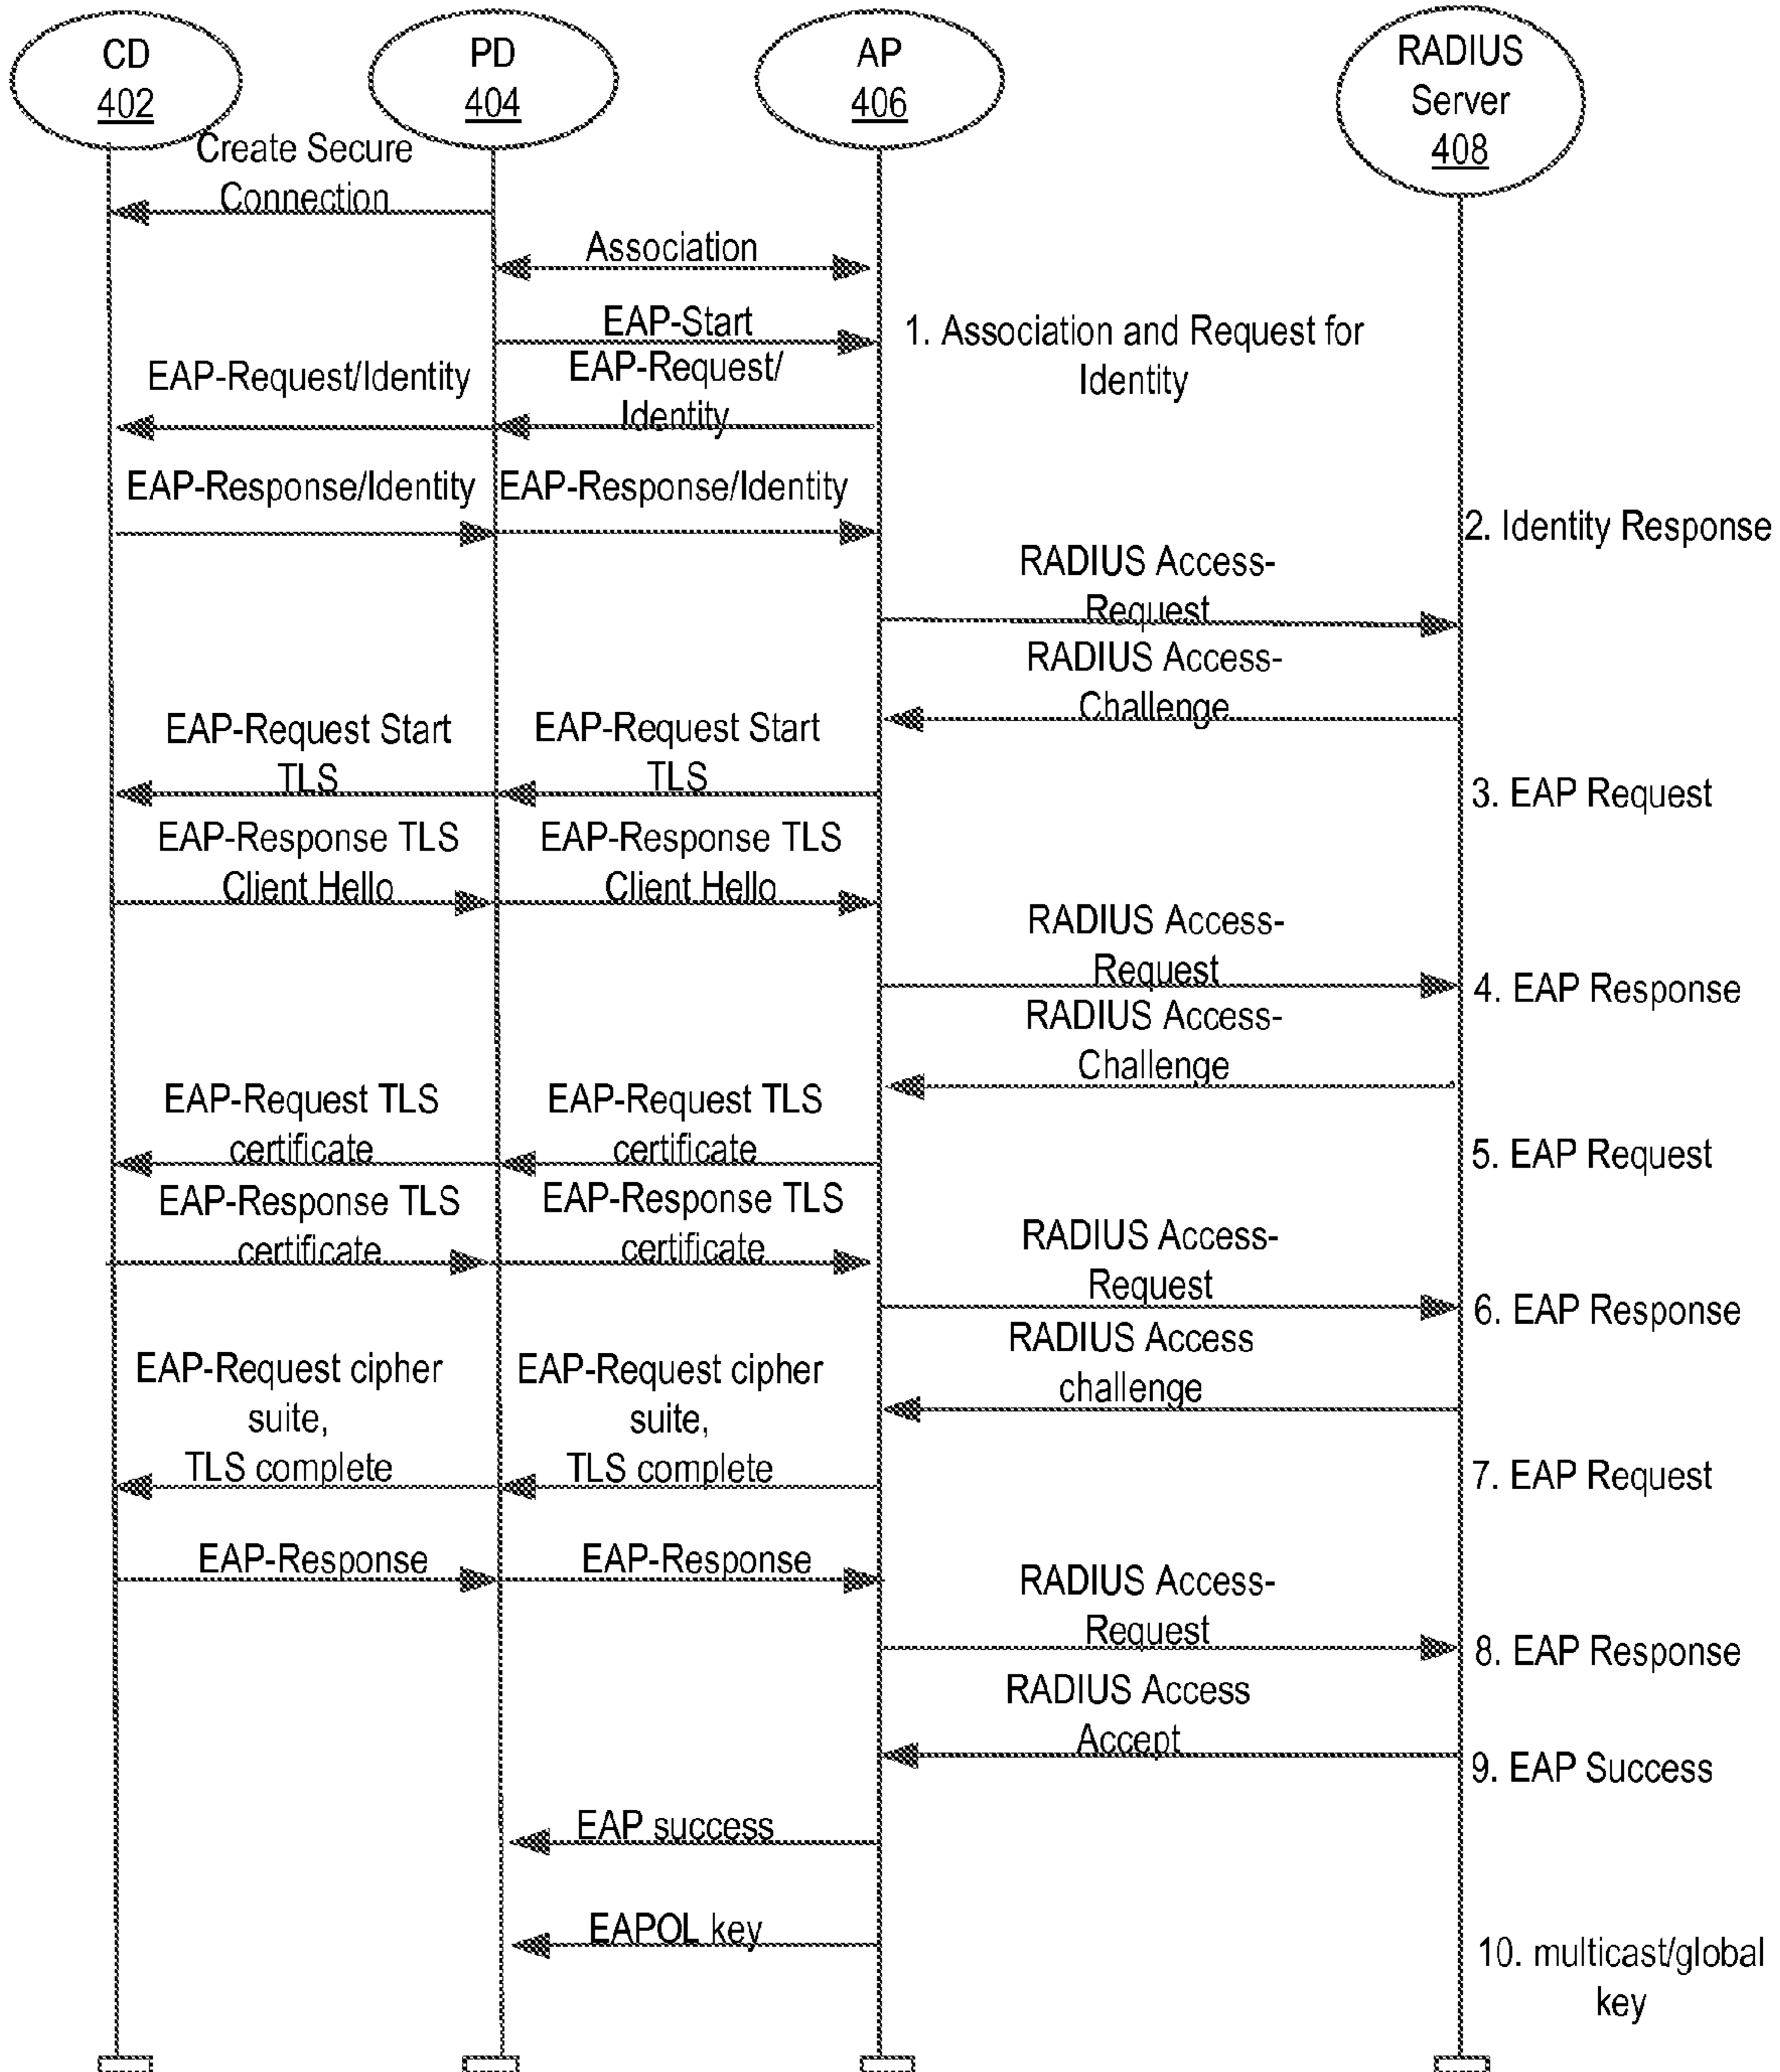 CD
402
PD
404
AP
406
RADIUS
Server
408
Create Secure
Connection
Association
EAP-Start
1. Association and Request for
Identity
EAP-Request/Identity
EAP-Request/
Identity
EAP-Response/Identity
EAP-Response/Identity
2. Identity Response
RADIUS Access-
Request
RADIUS Access-
Challenge
EAP-Request Start
TLS
EAP-Request Start
TLS
3. EAP Request
EAP-Response TLS
Client Hello
EAP-Response TLS
Client Hello
RADIUS Access-
Request
4. EAP Response
RADIUS Access-
Challenge
EAP-Request TLS
certificate
EAP-Request TLS
certificate
5. EAP Request
EAP-Response TLS
certificate
EAP-Response TLS
certificate
RADIUS Access-
Request
6. EAP Response
RADIUS Access
challenge
EAP-Request cipher
suite,
TLS complete
EAP-Request cipher
suite,
TLS complete
7. EAP Request
EAP-Response
EAP-Response
RADIUS Access-
Request
8. EAP Response
RADIUS Access
Accept
9. EAP Success
EAP success
EAPOL key
10. multicast/global
key